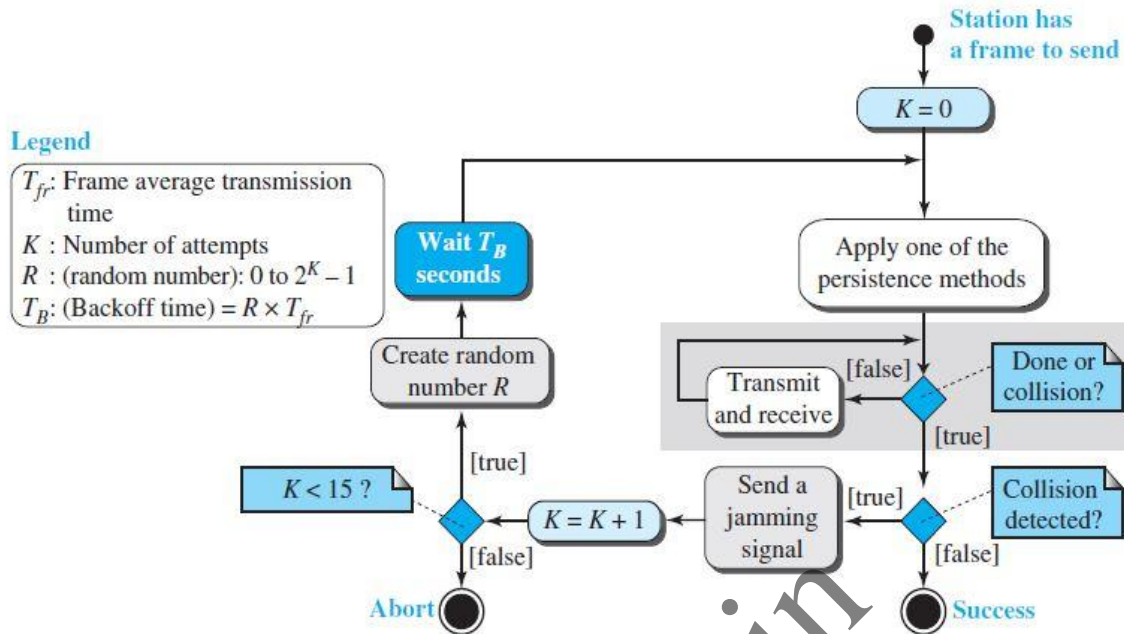 Station has
a frame to send
K = 0
Legend
T_fr: Frame average transmission
time
K : Number of attempts
R : (random number): 0 to 2^K – 1
T_B: (Backoff time) = R × T_fr
Wait T_B
seconds
Apply one of the
persistence methods
Create random
number R
[false]
Transmit
and receive
Done or
collision?
[true]
[true]
K < 15 ?
K = K + 1
Send a
jamming
signal
[true]
Collision
detected?
[false]
[false]
Abort
Success
in